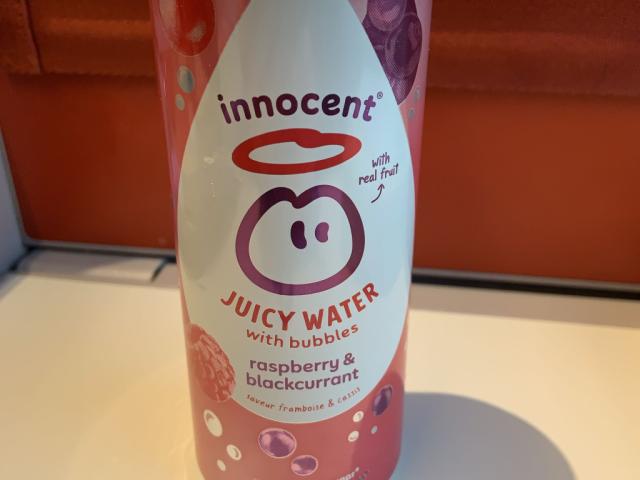 innocent®
with
real fruit
JUICY WATER
with bubbles
raspberry &
blackcurrant
saveur framboise & cassis